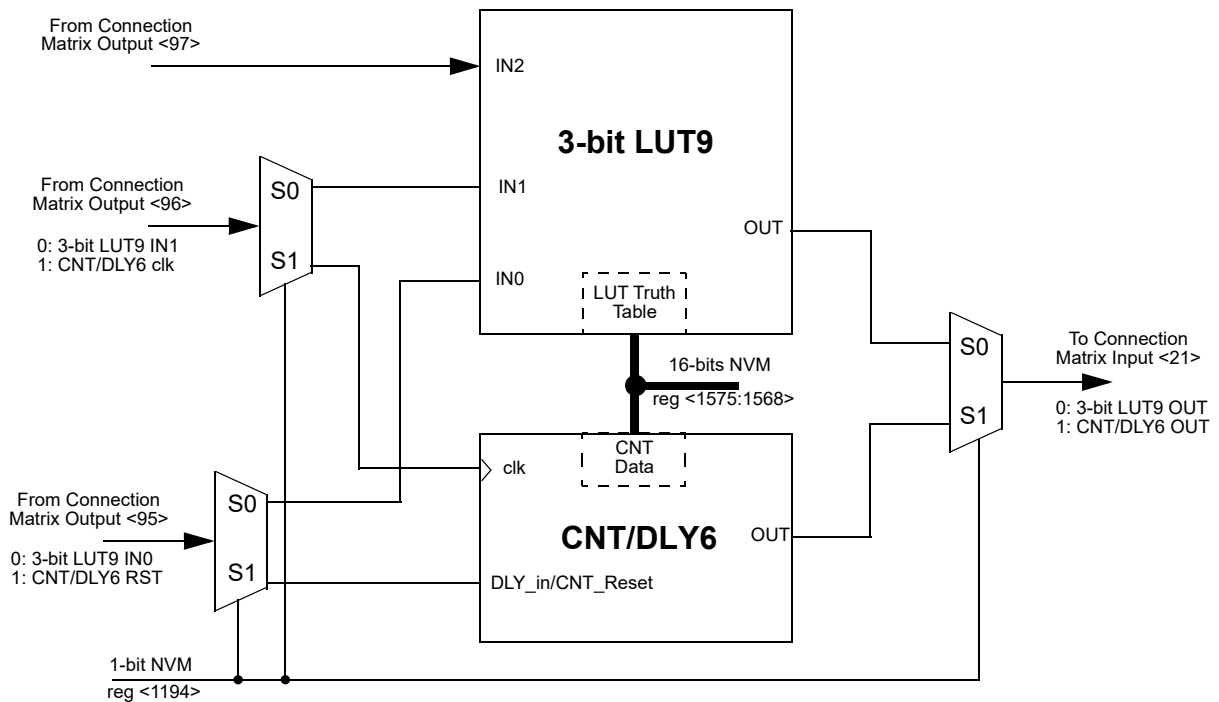 From Connection
Matrix Output <97>
IN2
3-bit LUT9
From Connection
Matrix Output <96>
S0
S1
0: 3-bit LUT9 IN1
1: CNT/DLY6 clk
IN1
OUT
IN0
LUT Truth
Table
16-bits NVM
reg <1575:1568>
S0
S1
To Connection
Matrix Input <21>
0: 3-bit LUT9 OUT
1: CNT/DLY6 OUT
CNT
Data
clk
From Connection
Matrix Output <95>
S0
S1
0: 3-bit LUT9 IN0
1: CNT/DLY6 RST
CNT/DLY6
OUT
DLY_in/CNT_Reset
1-bit NVM
reg <1194>